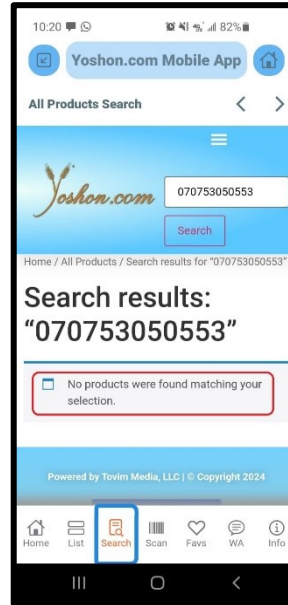 10:20
82%
Yoshon.com Mobile App
All Products Search
Yoshon.com
070753050553
Search
Home / All Products / Search results for "070753050553"
Search results:
“070753050553”
No products were found matching your
selection.
Powered by Tovim Media, LLC | © Copyright 2024
Home List Search Scan Favs WA Info